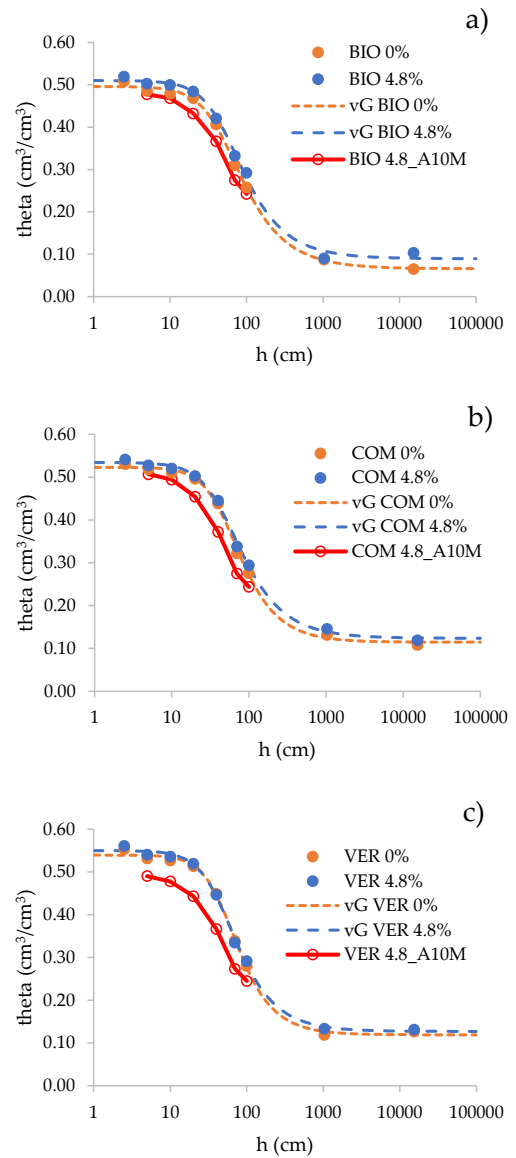 a)
0.60
0.50
0.40
0.30
0.20
0.10
0.00
theta (cm³/cm³)
BIO 0%
BIO 4.8%
vG BIO 0%
vG BIO 4.8%
BIO 4.8_A10M
1 10 100 1000 10000 100000
h (cm)
b)
0.60
0.50
0.40
0.30
0.20
0.10
0.00
theta (cm³/cm³)
COM 0%
COM 4.8%
vG COM 0%
vG COM 4.8%
COM 4.8_A10M
1 10 100 1000 10000 100000
h (cm)
c)
0.60
0.50
0.40
0.30
0.20
0.10
0.00
theta (cm³/cm³)
VER 0%
VER 4.8%
vG VER 0%
vG VER 4.8%
VER 4.8_A10M
1 10 100 1000 10000 100000
h (cm)